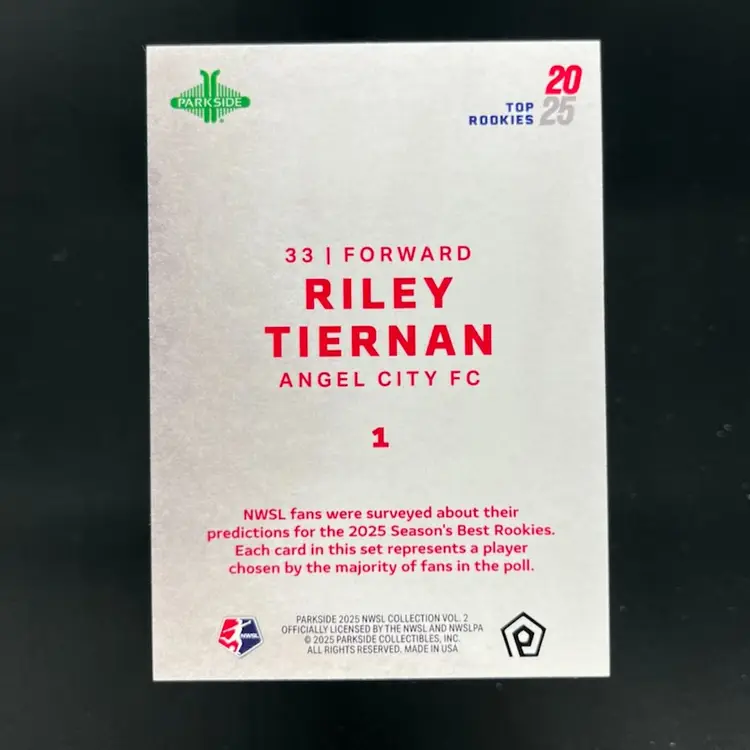 PARKSIDE
20
TOP
ROOKIES 25
33 | FORWARD
RILEY
TIERNAN
ANGEL CITY FC
1
NWSL fans were surveyed about their
predictions for the 2025 Season's Best Rookies.
Each card in this set represents a player
chosen by the majority of fans in the poll.
NWSL
PARKSIDE 2025 NWSL COLLECTION VOL. 2
OFFICIALLY LICENSED BY THE NWSL AND NWSLPA
© 2025 PARKSIDE COLLECTIBLES, INC.
ALL RIGHTS RESERVED. MADE IN USA